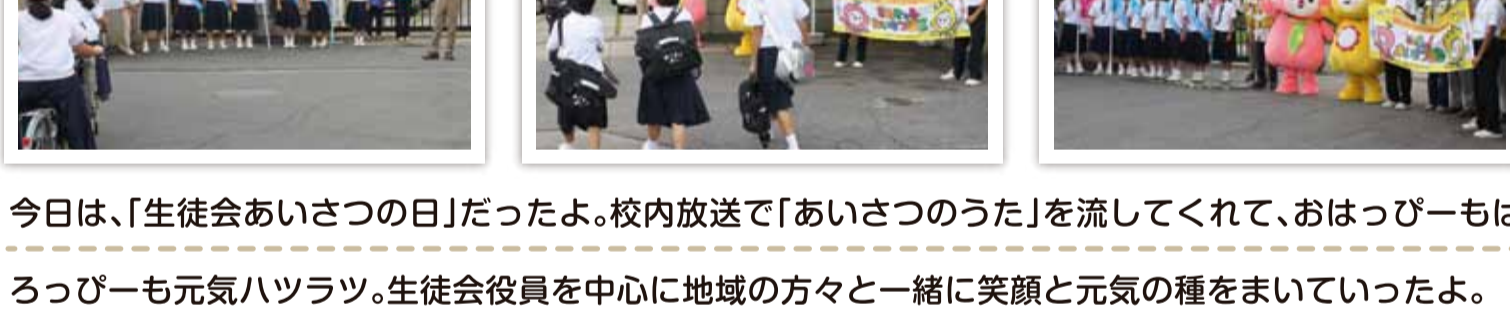 今日は、「生徒会あいさつの日」だったよ。校内放送で「あいさつのうた」を流してくれて、おはっぴーもは
ろっぴーも元気ハツラツ。生徒会役員を中心に地域の方々と一緒に笑顔と元気の種をまいていったよ。